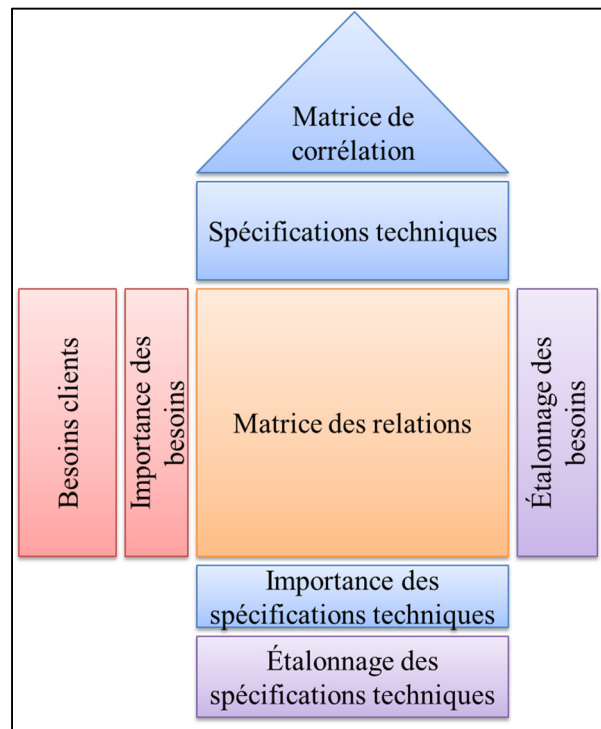 Matrice de
corrélation
Spécifications techniques
Besoins clients
Importance des
besoins
Matrice des relations
Étalonnage des
besoins
Importance des
spécifications techniques
Étalonnage des
spécifications techniques